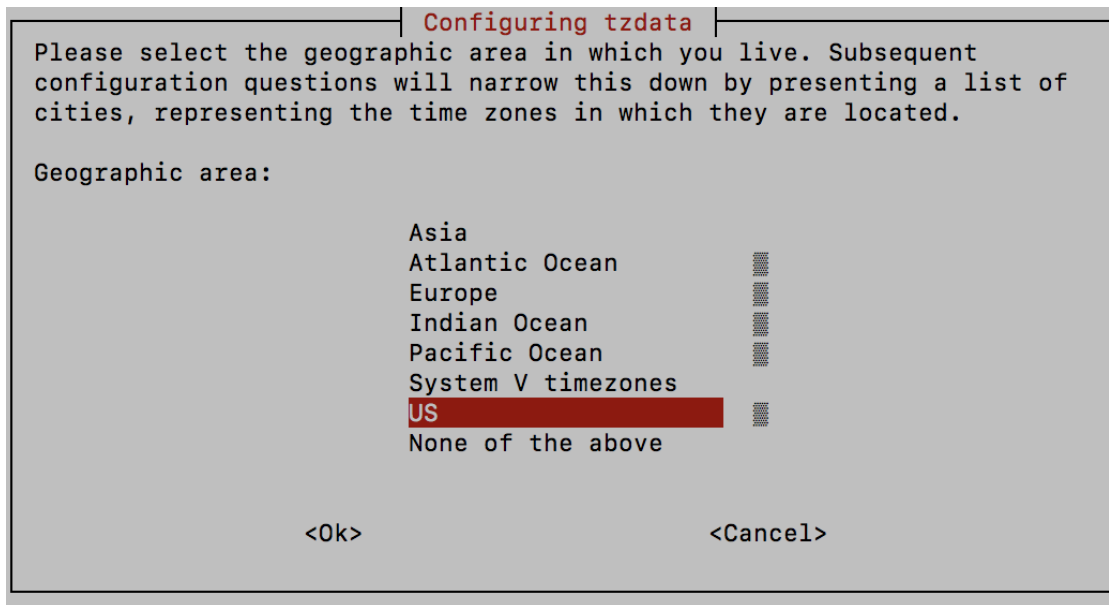 Configuring tzdata
Please select the geographic area in which you live. Subsequent
configuration questions will narrow this down by presenting a list of
cities, representing the time zones in which they are located.
Geographic area:
Asia
Atlantic Ocean
Europe
Indian Ocean
Pacific Ocean
System V timezones
US
None of the above
<Ok> <Cancel>